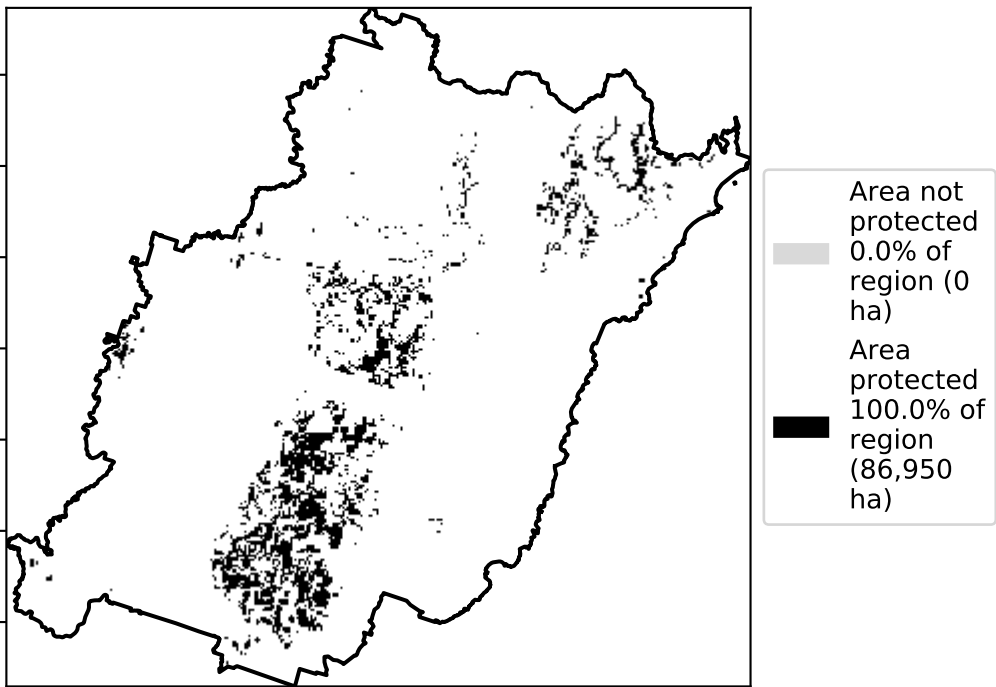 Area not
protected
0.0% of
region (0
ha)
Area
protected
100.0% of
region
(86,950
ha)